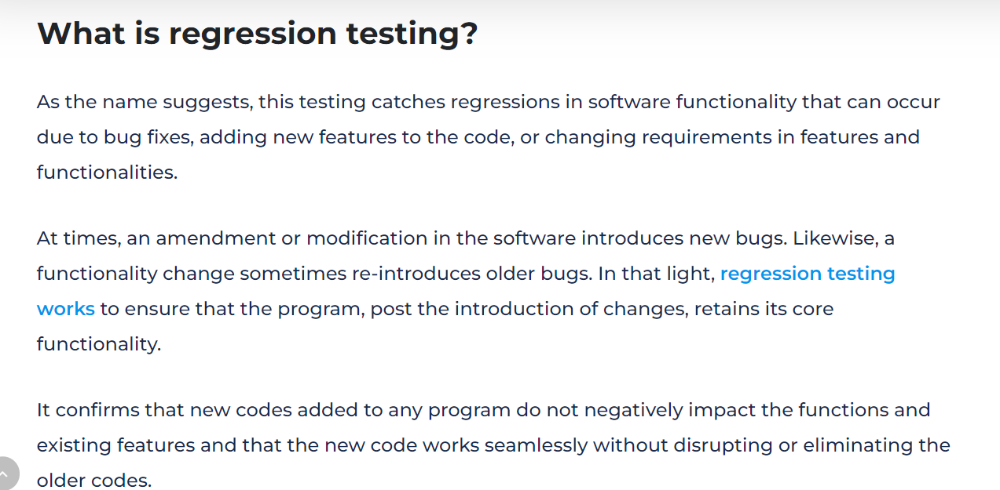 What is regression testing?
As the name suggests, this testing catches regressions in software functionality that can occur
due to bug fixes, adding new features to the code, or changing requirements in features and
functionalities.
At times, an amendment or modification in the software introduces new bugs. Likewise, a
functionality change sometimes re-introduces older bugs. In that light, regression testing
works to ensure that the program, post the introduction of changes, retains its core
functionality.
It confirms that new codes added to any program do not negatively impact the functions and
existing features and that the new code works seamlessly without disrupting or eliminating the
older codes.